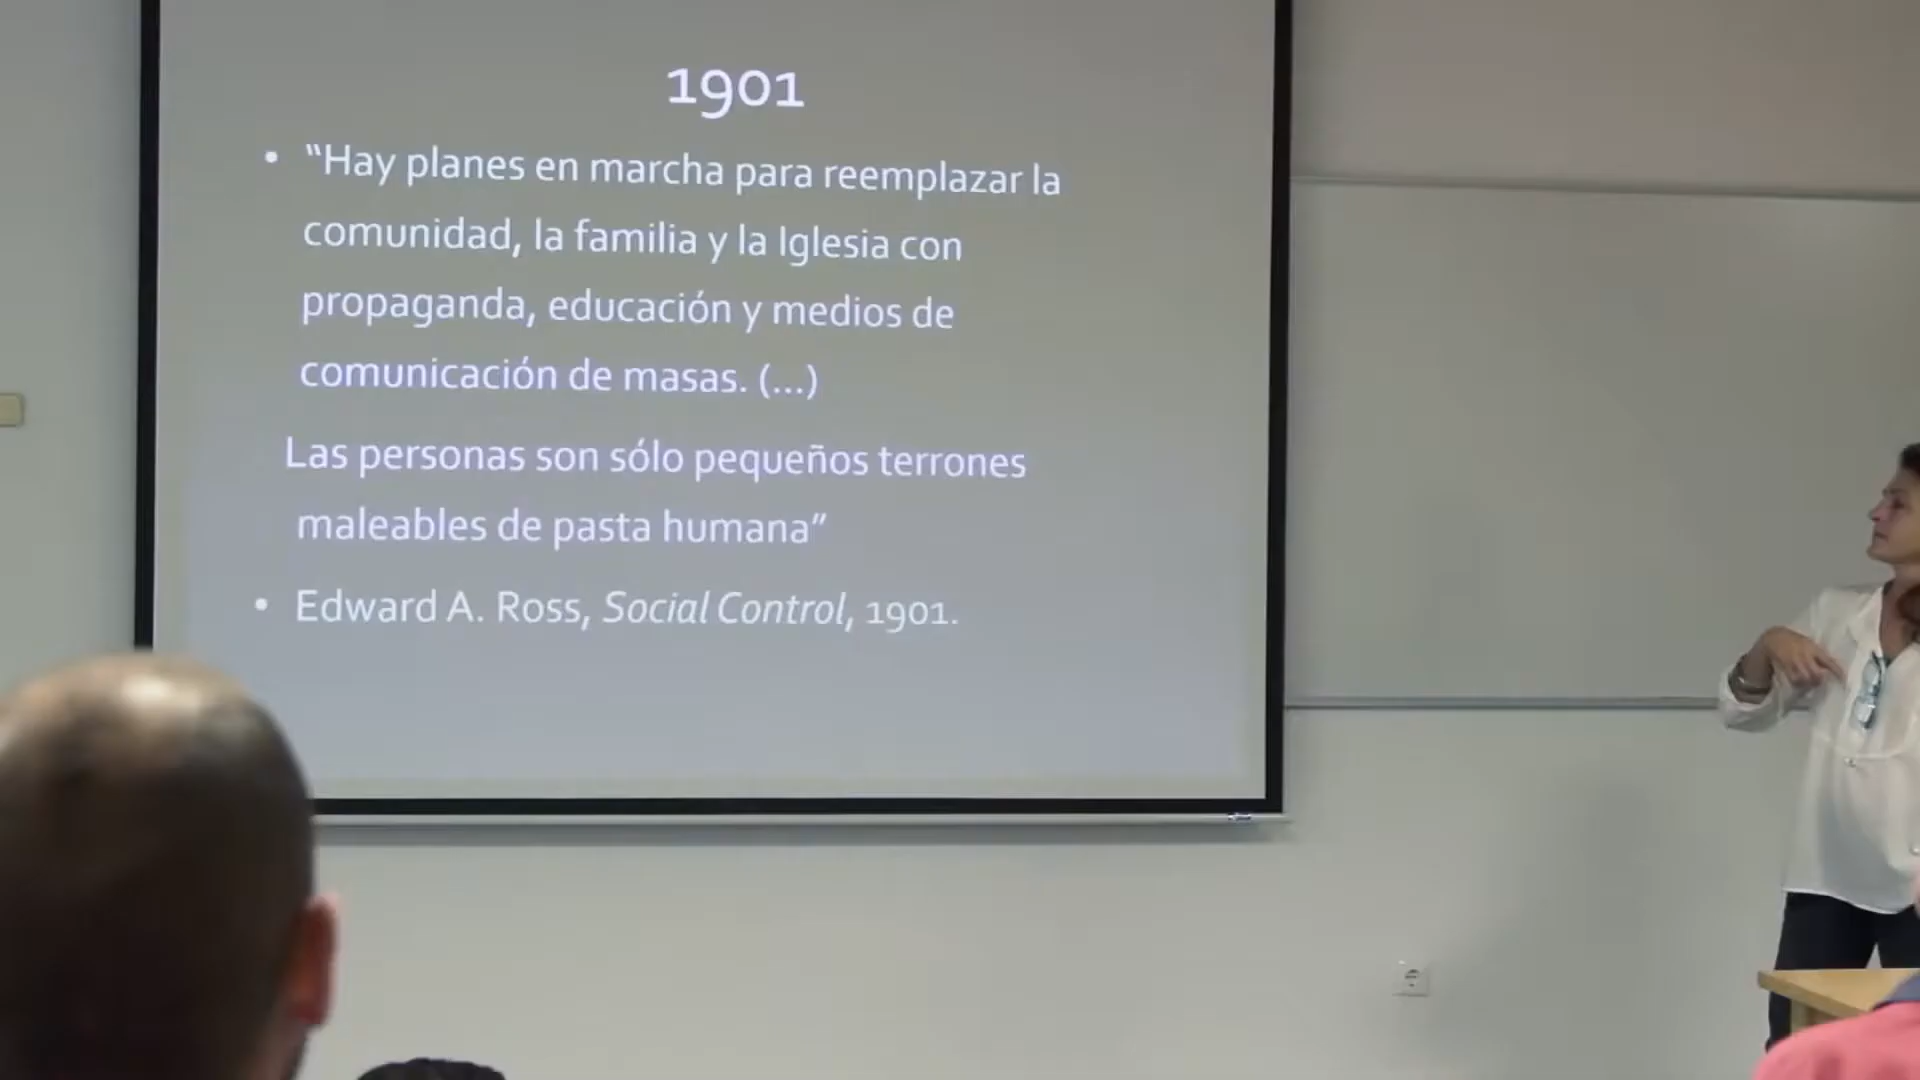 1901
• “Hay planes en marcha para reemplazar la
comunidad, la familia y la Iglesia con
propaganda, educación y medios de
comunicación de masas. (...)
Las personas son sólo pequeños terrones
maleables de pasta humana”
• Edward A. Ross, Social Control, 1901.